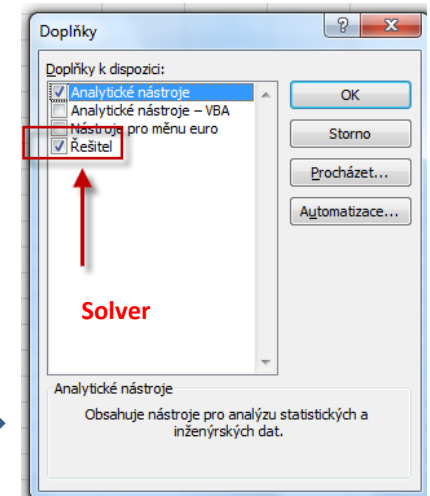 Doplňky
Doplňky k dispozici:
Analytické nástroje
Analytické nástroje – VBA
Nástroje pro měnu euro
Řešitel
OK
Storno
Procházet...
Automatizace...
Solver
Analytické nástroje
Obsahuje nástroje pro analýzu statistických a
inženýrských dat.